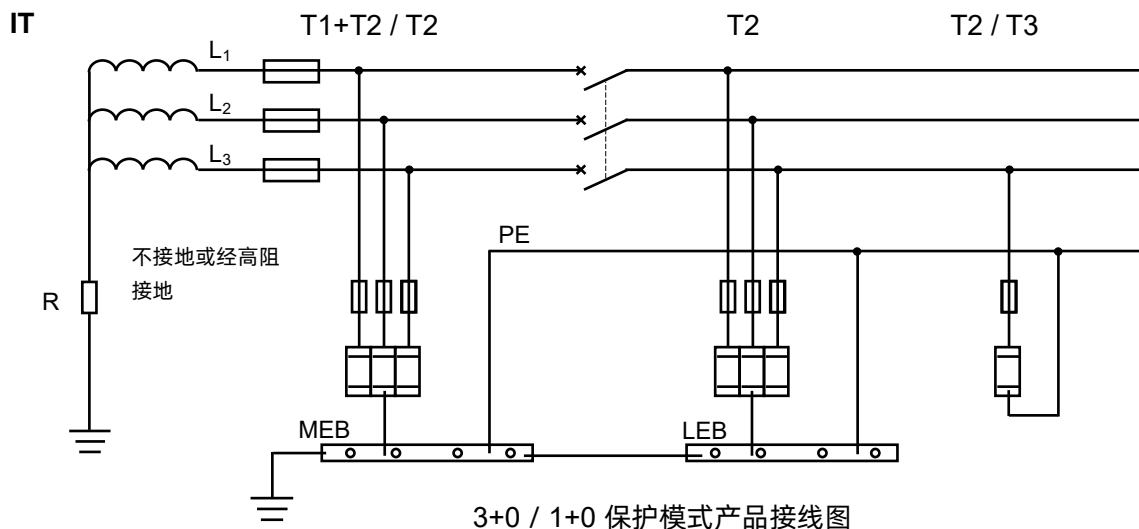 IT
T1+T2 / T2
T2
T2 / T3
L₁
L₂
L₃
PE
不接地或经高阻
接地
R
MEB
LEB
3+0 / 1+0 保护模式产品接线图